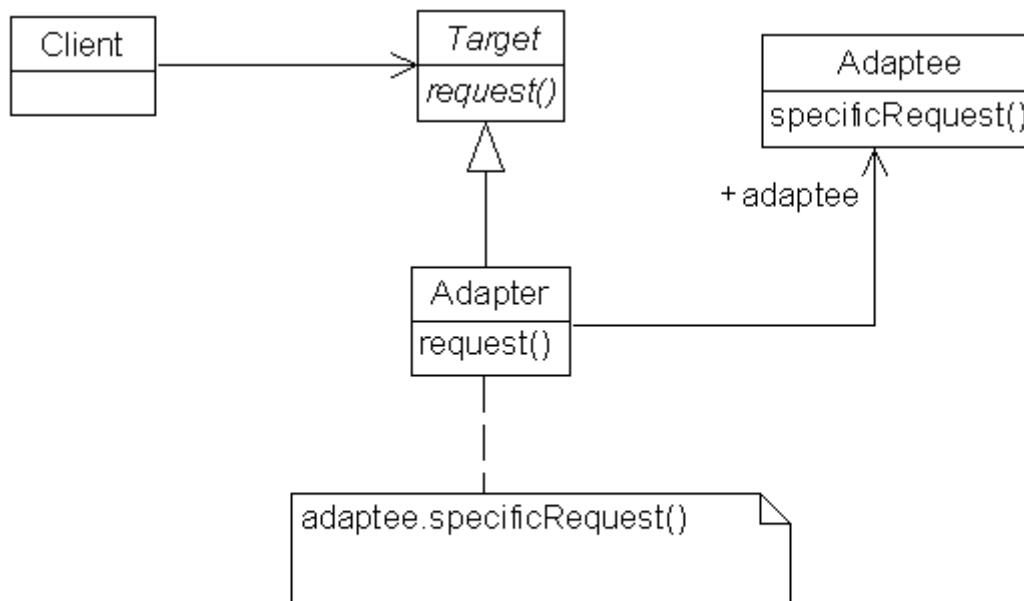 Client
Target
request()
Adaptee
specificRequest()
+adaptee
Adapter
request()
adaptee.specificRequest()